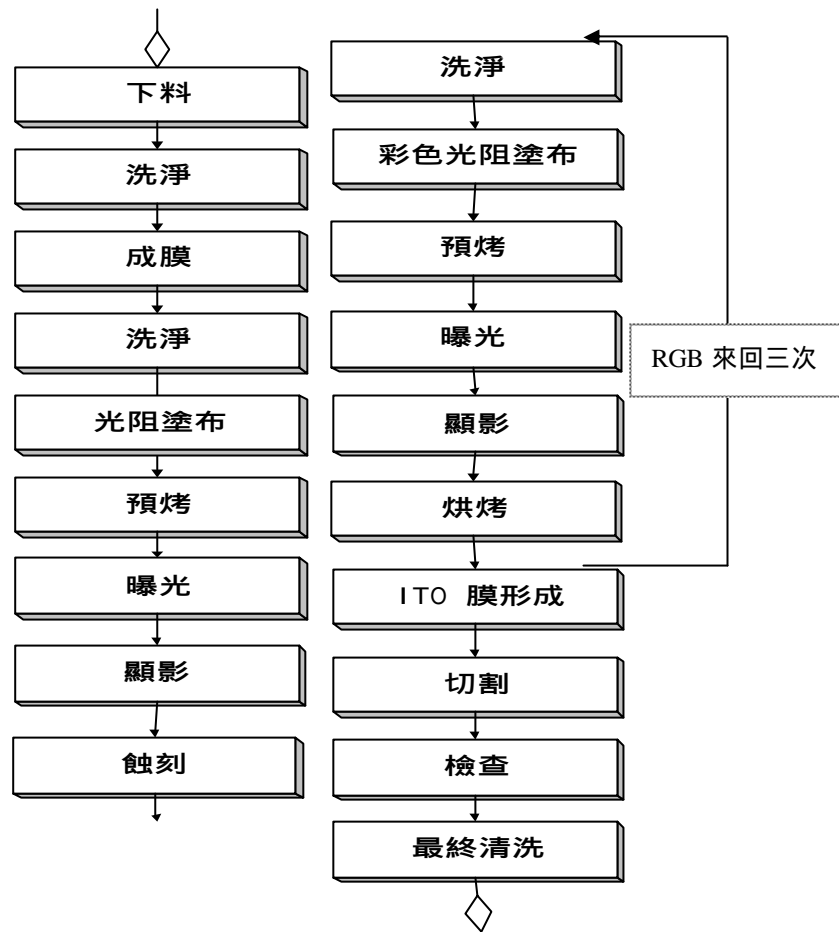 下料
洗淨
成膜
洗淨
光阻塗布
預烤
曝光
顯影
蝕刻
洗淨
彩色光阻塗布
預烤
曝光
顯影
烘烤
ITO 膜形成
切割
檢查
最終清洗
RGB 來回三次